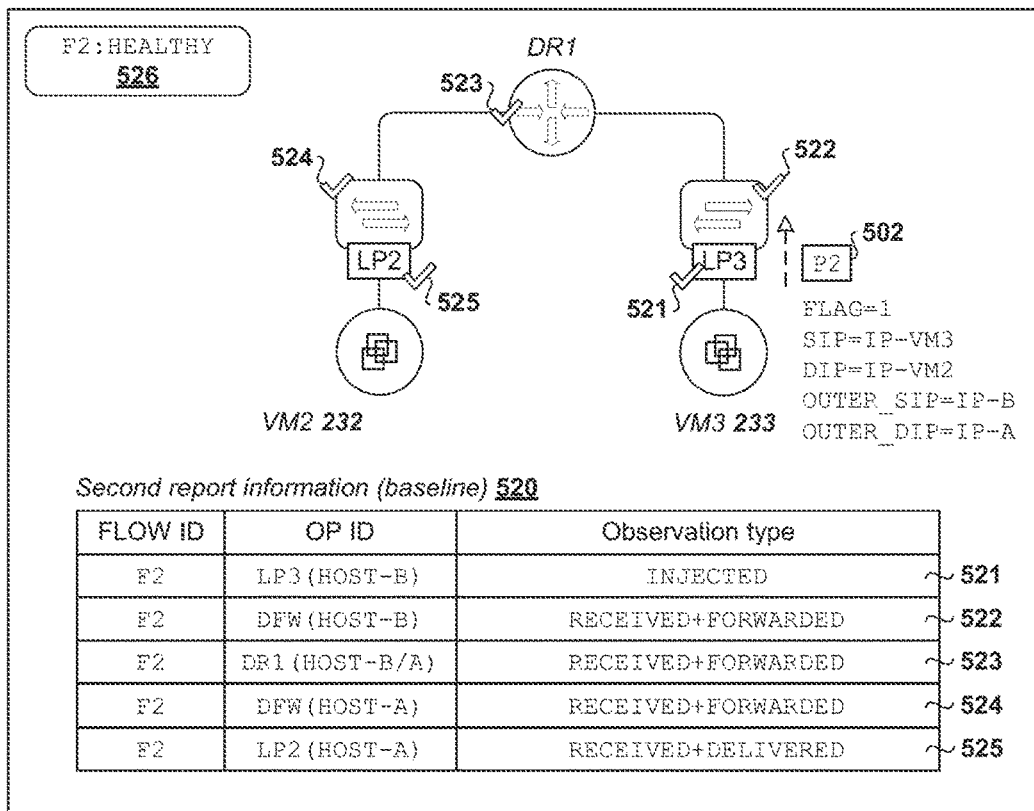 F2:HEALTHY
526
DR1
523
524
522
LP2
LP3
502
P2
525
521
FLAG=1
SIP=IP-VM3
DIP=IP-VM2
OUTER_SIP=IP-B
OUTER_DIP=IP-A
VM2 232
VM3 233
Second report information (baseline) 520
FLOW ID OP ID Observation type
F2 LP3(HOST-B) INJECTED 521
F2 DFW(HOST-B) RECEIVED+FORWARDED 522
F2 DR1(HOST-B/A) RECEIVED+FORWARDED 523
F2 DFW(HOST-A) RECEIVED+FORWARDED 524
F2 LP2(HOST-A) RECEIVED+DELIVERED 525